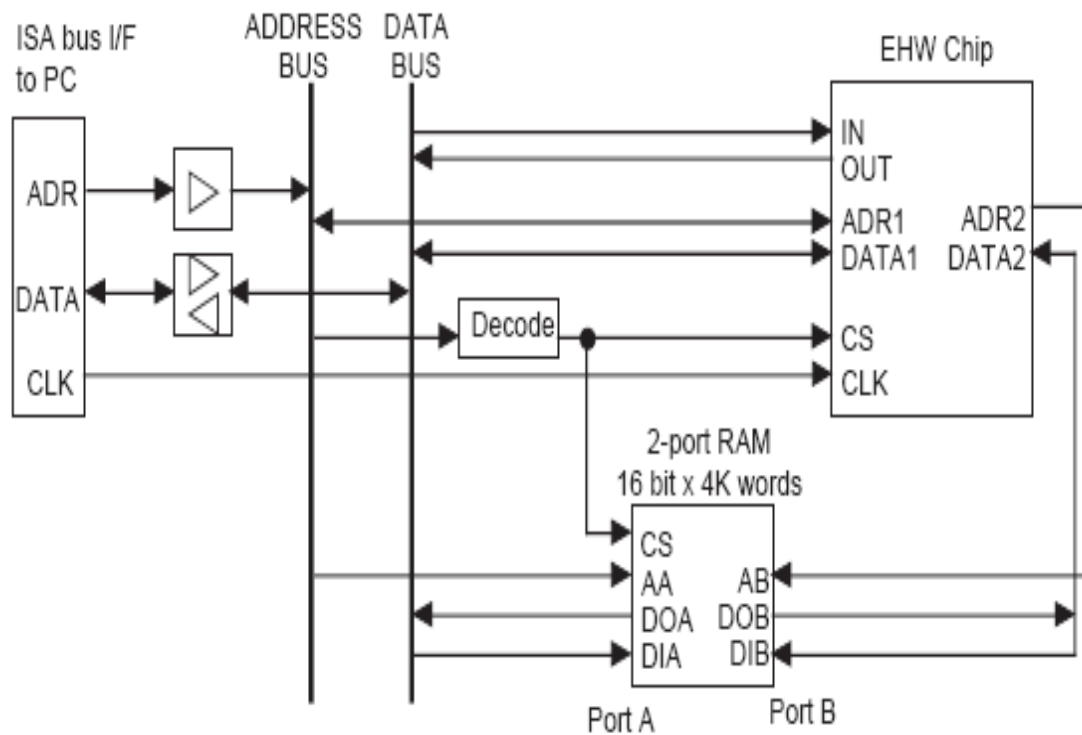 ISA bus I/F
to PC
ADDRESS
BUS
DATA
BUS
EHW Chip
ADR
DATA
CLK
Decode
IN
OUT
ADR1
DATA1
CS
CLK
ADR2
DATA2
2-port RAM
16 bit x 4K words
CS
AA
DOA
DIA
AB
DOB
DIB
Port A
Port B